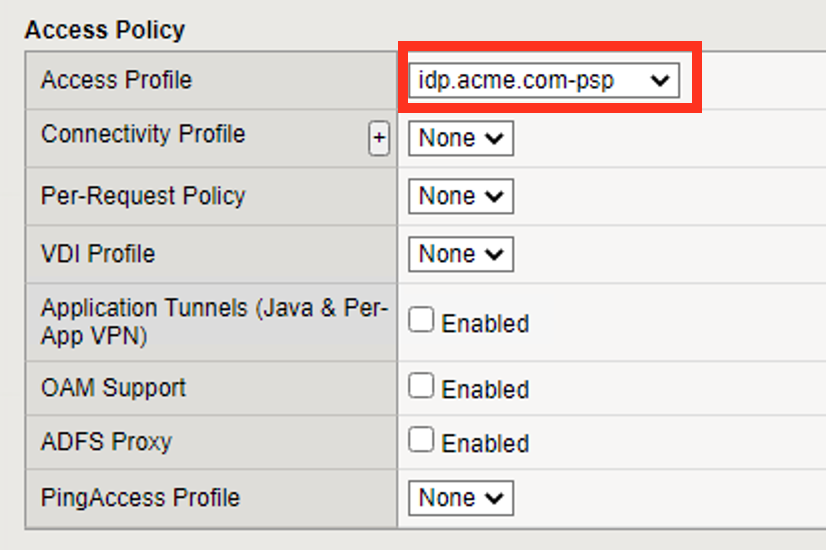 Access Policy
Access Profile
idp.acme.com-psp
Connectivity Profile
+
None
Per-Request Policy
None
VDI Profile
None
Application Tunnels (Java & Per-
App VPN)
Enabled
OAM Support
Enabled
ADFS Proxy
Enabled
PingAccess Profile
None